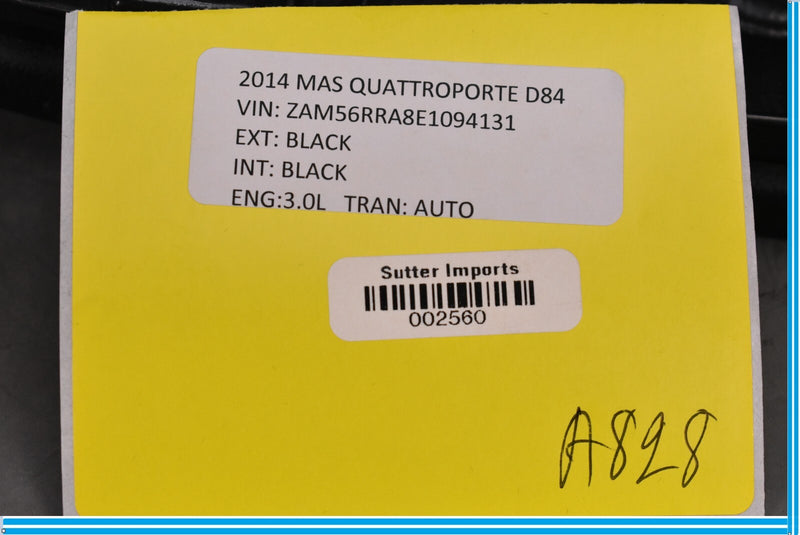 2014 MAS QUATTROPORTE D84
VIN: ZAM56RRA8E1094131
EXT: BLACK
INT: BLACK
ENG:3.0L TRAN: AUTO
Sutter Imports
002560
A828